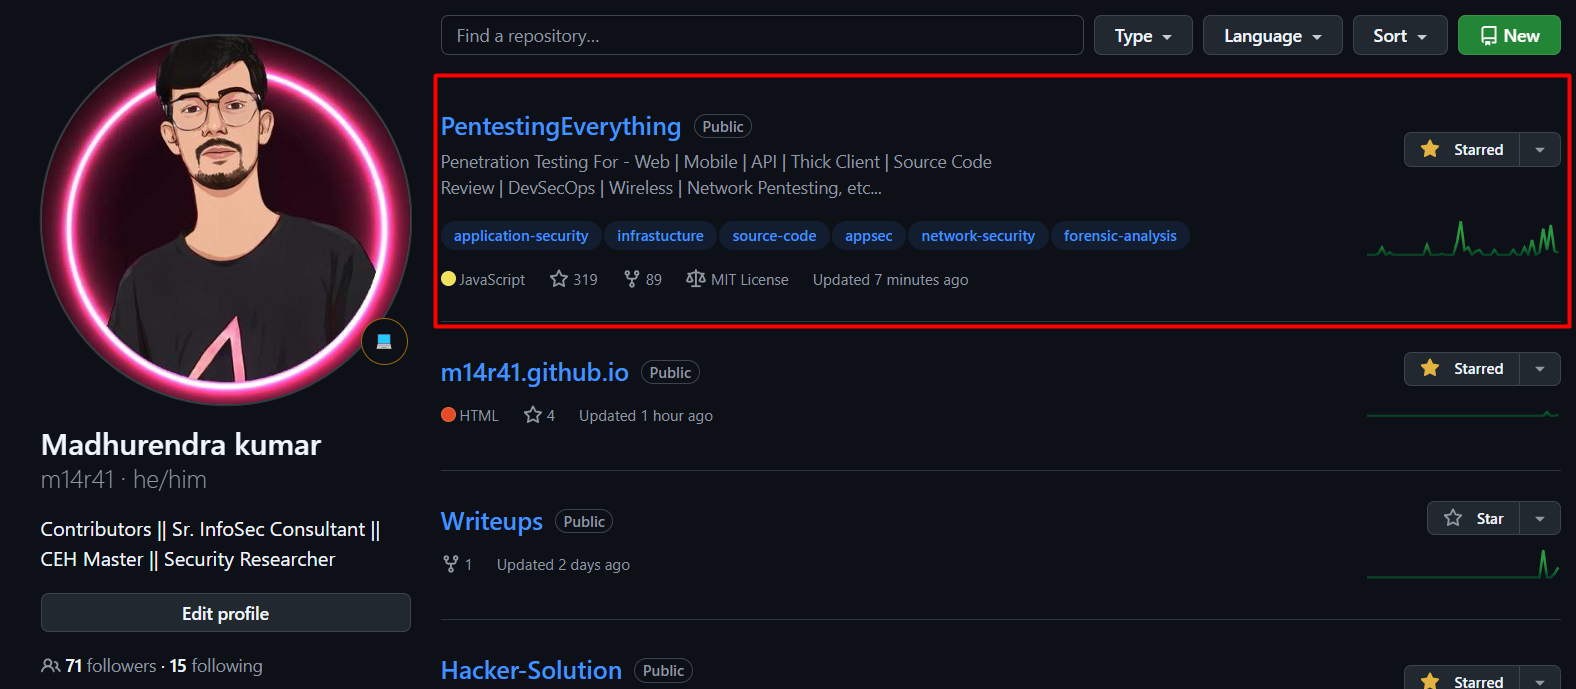 Find a repository...
Type
Language
Sort
New
PentestingEverything
Public
Penetration Testing For - Web | Mobile | API | Thick Client | Source Code
Review | DevSecOps | Wireless | Network Pentesting, etc...
Starred
application-security infrastucture source-code appsec network-security forensic-analysis
JavaScript 319 89 MIT License Updated 7 minutes ago
m14r41.github.io
Public
Starred
HTML 4 Updated 1 hour ago
Writeups
Public
Star
1 Updated 2 days ago
Hacker-Solution
Public
Starred
Madhurendra kumar
m14r41 · he/him
Contributors || Sr. InfoSec Consultant ||
CEH Master || Security Researcher
Edit profile
71 followers · 15 following